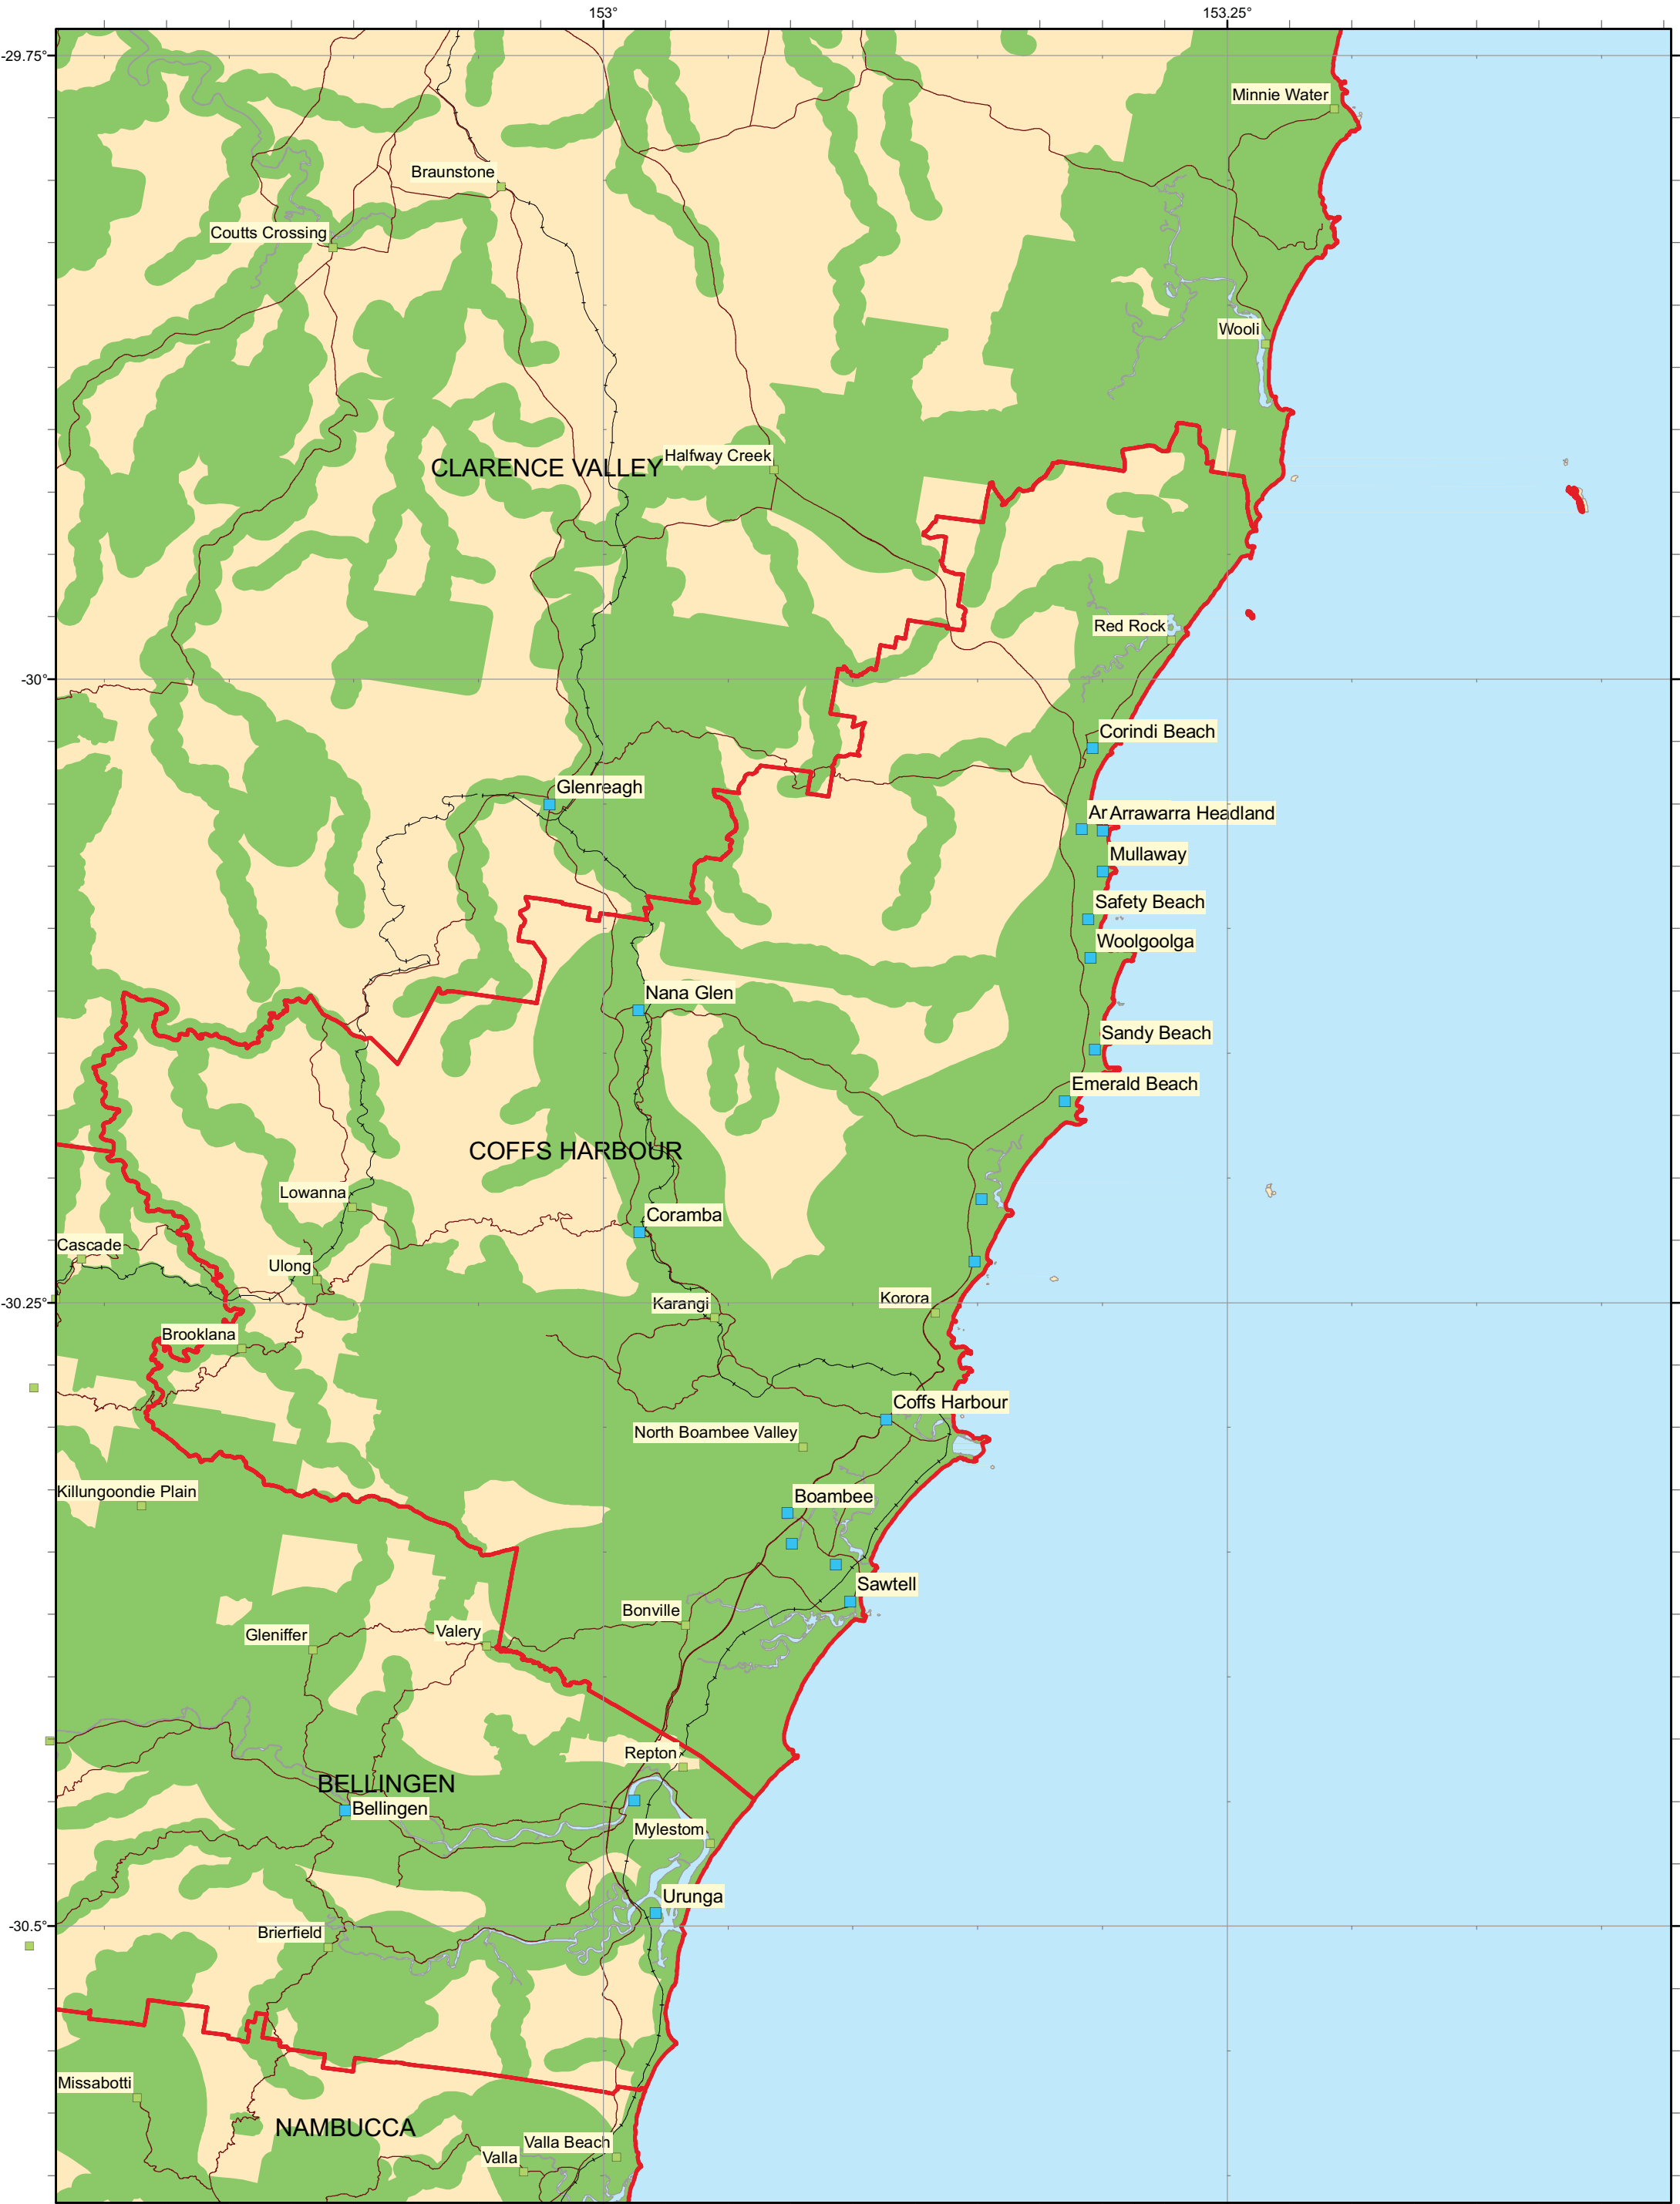 153°
153.25°
-29.75°
Minnie Water
Braunstone
Coutts Crossing
Wooli
CLARENCE VALLEY
Halfway Creek
Red Rock
-30°
Corindi Beach
Glenreagh
Ar
Arrawarra Headland
Mullaway
Safety Beach
Woolgoolga
Nana Glen
Sandy Beach
Emerald Beach
COFFS HARBOUR
Lowanna
Coramba
Cascade
Ulong
-30.25°
Karangi
Korora
Brooklana
Coffs Harbour
North Boambee Valley
Killungoondie Plain
Boambee
Sawtell
Bonville
Gleniffer
Valery
Repton
BELLINGEN
Bellingen
Mylestom
Urunga
-30.5°
Brierfield
Missabotti
NAMBUCCA
Valla Beach
Valla